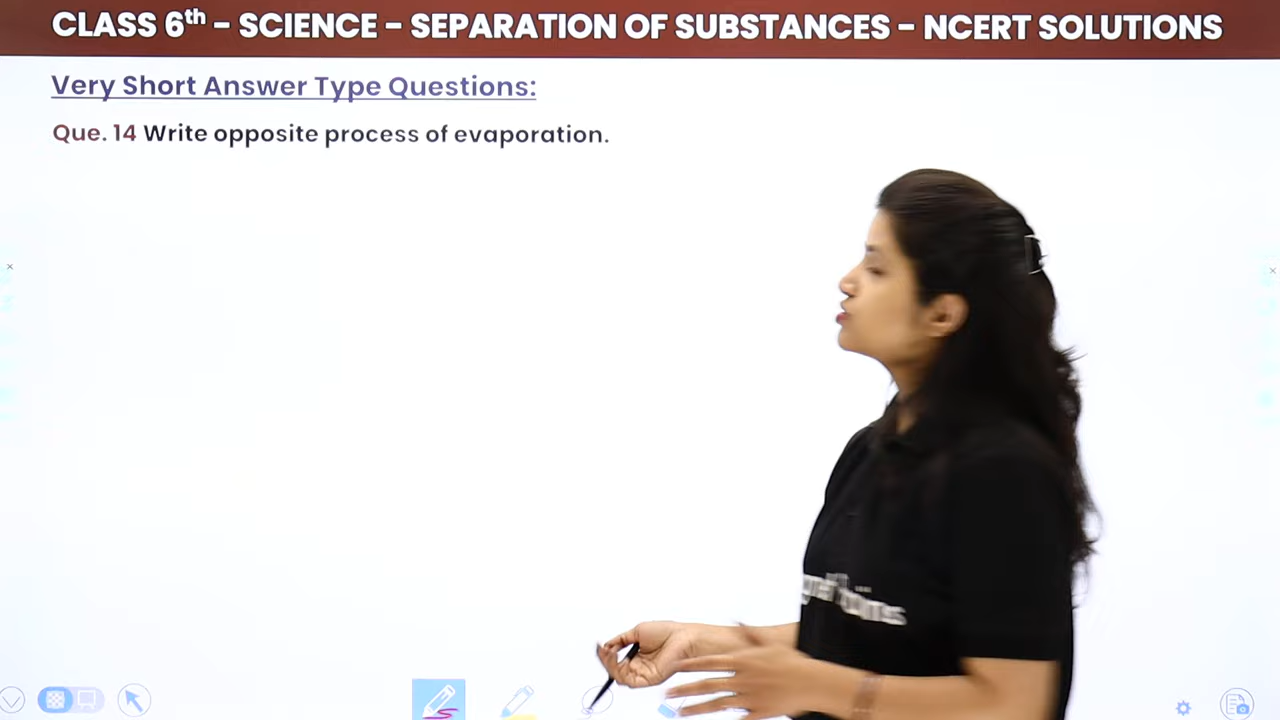 CLASS 6th – SCIENCE – SEPARATION OF SUBSTANCES – NCERT SOLUTIONS
Very Short Answer Type Questions:
Que. 14 Write opposite process of evaporation.